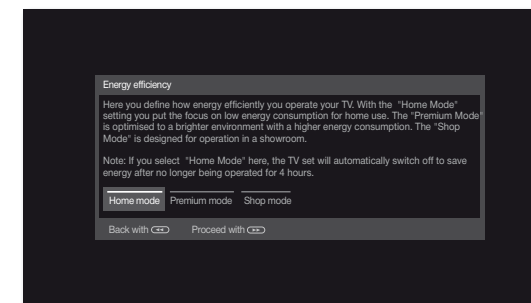 Energy efficiency
Here you define how energy efficiently you operate your TV. With the "Home Mode"
setting you put the focus on low energy consumption for home use. The "Premium Mode"
is optimised to a brighter environment with a higher energy consumption. The "Shop
Mode" is designed for operation in a showroom.
Note: If you select "Home Mode" here, the TV set will automatically switch off to save
energy after no longer being operated for 4 hours.
Home mode Premium mode Shop mode
Back with Proceed with